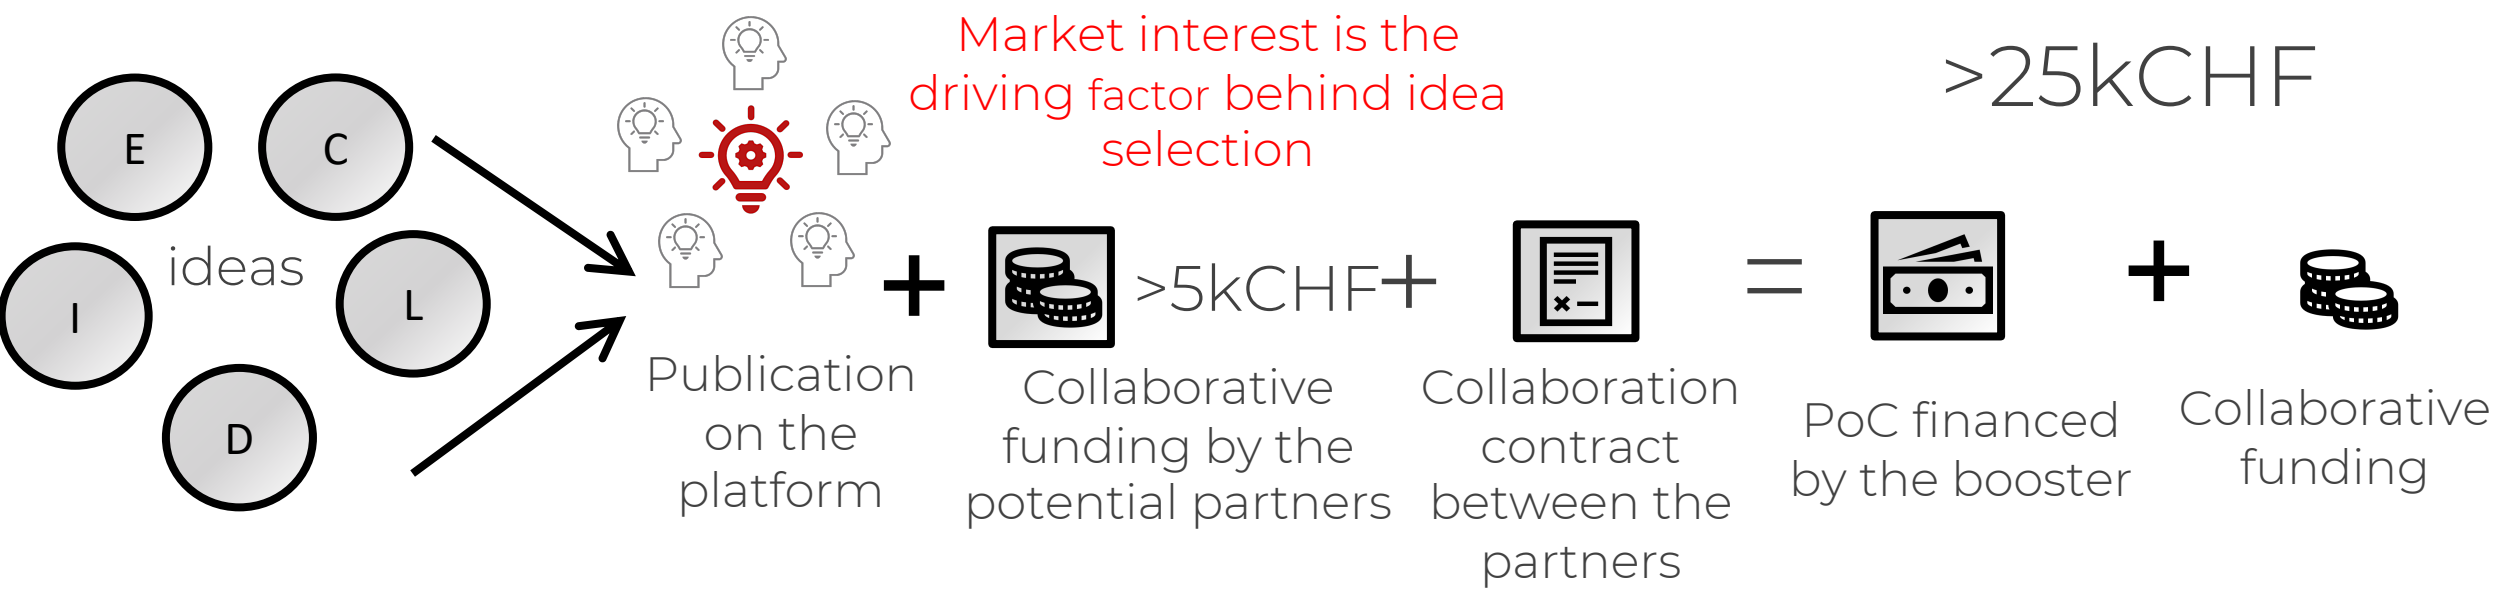 E
C
I
L
D
ideas
Publication
on the
platform
Market interest is the
driving factor behind idea
selection
+
>5kCHF+
Collaborative
funding by the
potential partners
Collaboration
contract
between the
partners
=
>25kCHF
PoC financed
by the booster
+
Collaborative
funding